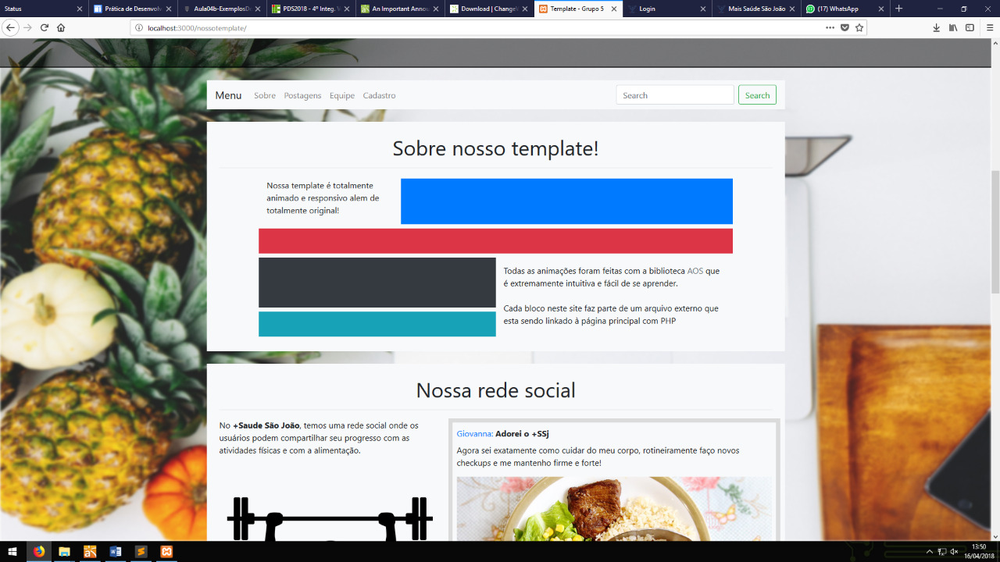 Status
Prática de Desenvol
Aula04b-ExemplosDe
PDS2018 - 4º Integ. V
An Important Annou
Download | Change
Template - Grupo 5
Login
Mais Saúde São João
(17) WhatsApp
localhost:3000/nossotemplate/
Menu Sobre Postagens Equipe Cadastro Search Search
Sobre nosso template!
Nossa template é totalmente
animado e responsivo alem de
totalmente original!
Todas as animações foram feitas com a biblioteca AOS que
é extremamente intuitiva e fácil de se aprender.
Cada bloco neste site faz parte de um arquivo externo que
esta sendo linkado à página principal com PHP
Nossa rede social
No +Saude São João, temos uma rede social onde os
usuários podem compartilhar seu progresso com as
atividades físicas e com a alimentação.
Giovanna: Adorei o +SSj
Agora sei exatamente como cuidar do meu corpo, rotineiramente faço novos
checkups e me mantenho firme e forte!
13:50
16/04/2018